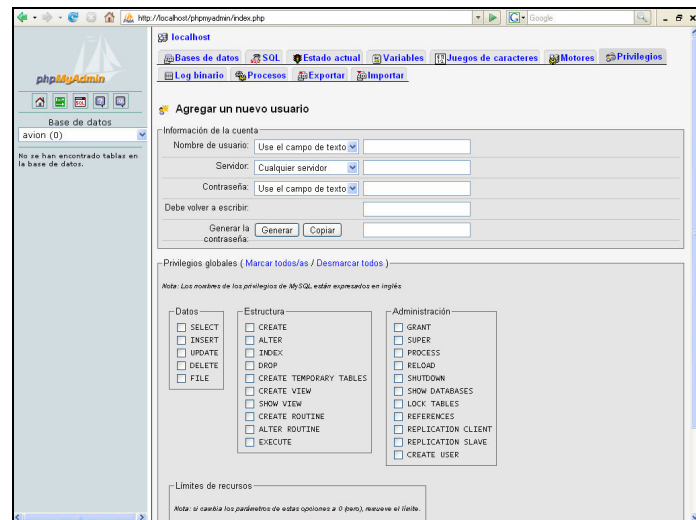 http://localhost/phpmyadmin/index.php
G Google
phpMyAdmin
SQL
Base de datos
avion (0)
No se han encontrado tablas en
la base de datos.
localhost
Bases de datos SQL Estado actual Variables Juegos de caracteres Motores Privilegios
Log binario Procesos Exportar Importar
Agregar un nuevo usuario
Información de la cuenta
Nombre de usuario: Use el campo de texto
Servidor: Cualquier servidor
Contraseña: Use el campo de texto
Debe volver a escribir:
Generar la
contraseña: Generar Copiar
Privilegios globales ( Marcar todos/as / Desmarcar todos )
Nota: Los nombres de los privilegios de MySQL están expresados en inglés
Datos
SELECT
INSERT
UPDATE
DELETE
FILE
Estructura
CREATE
ALTER
INDEX
DROP
CREATE TEMPORARY TABLES
CREATE VIEW
SHOW VIEW
CREATE ROUTINE
ALTER ROUTINE
EXECUTE
Administración
GRANT
SUPER
PROCESS
RELOAD
SHUTDOWN
SHOW DATABASES
LOCK TABLES
REFERENCES
REPLICATION CLIENT
REPLICATION SLAVE
CREATE USER
Límites de recursos
Nota: si cambia los parámetros de estas opciones a 0 (cero), remueve el límite.